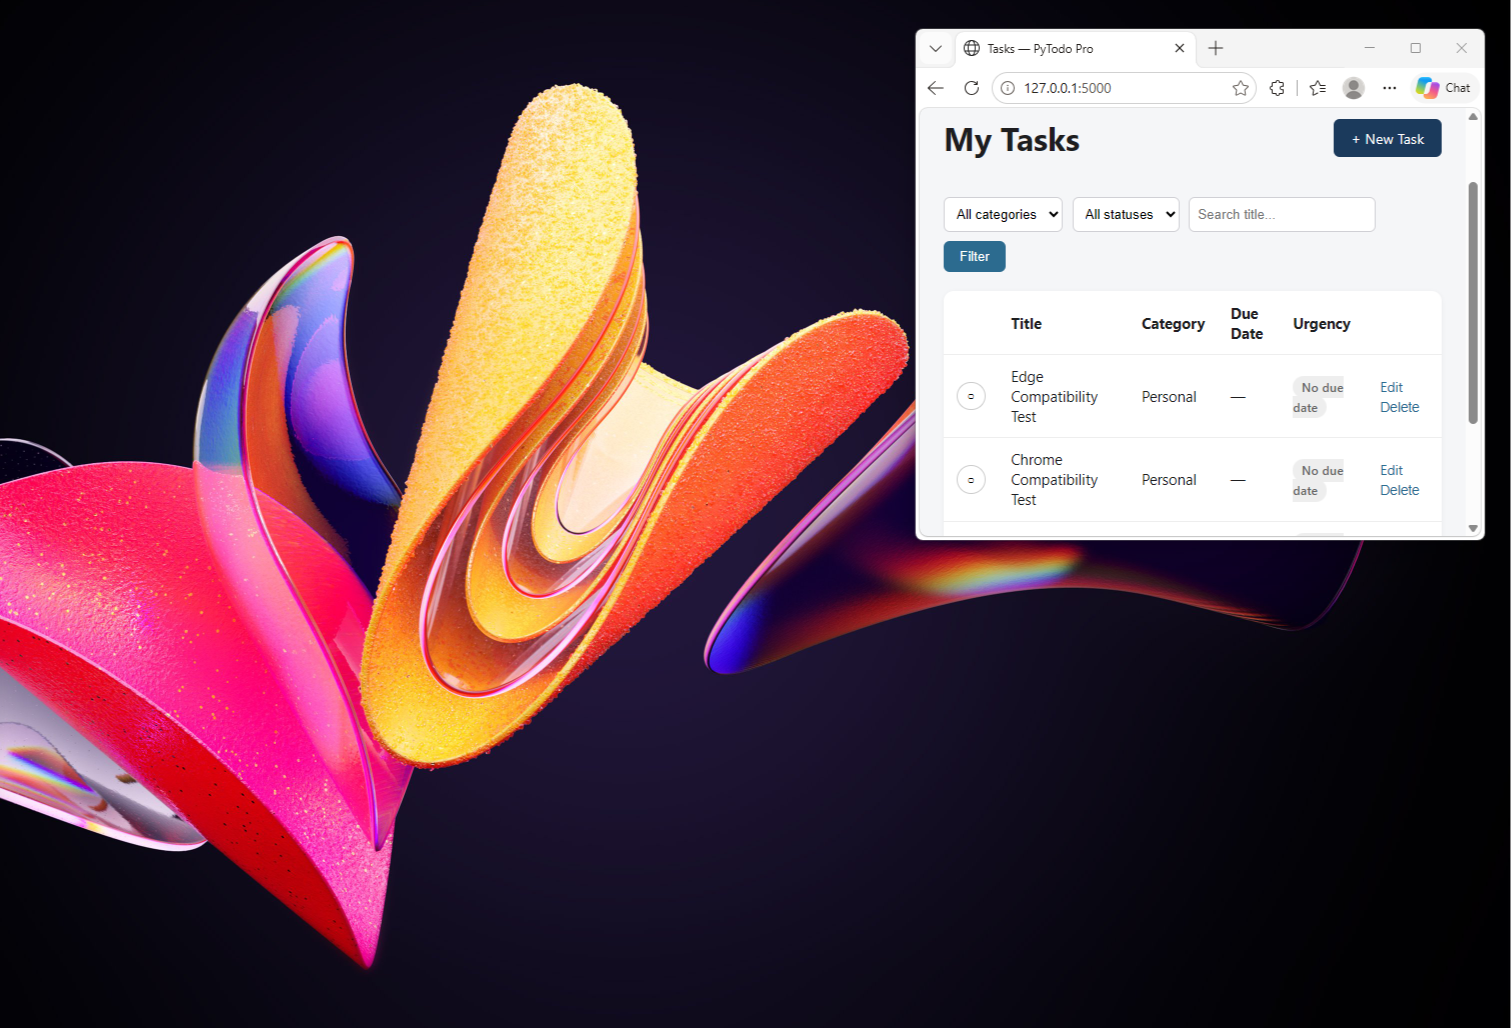 Tasks — PyTodo Pro
127.0.0.1:5000
Chat
My Tasks
+ New Task
All categories
All statuses
Search title...
Filter
Title
Category
Due
Date
Urgency
Edge
Compatibility
Test
Personal
—
No due
date
Edit
Delete
Chrome
Compatibility
Test
Personal
—
No due
date
Edit
Delete